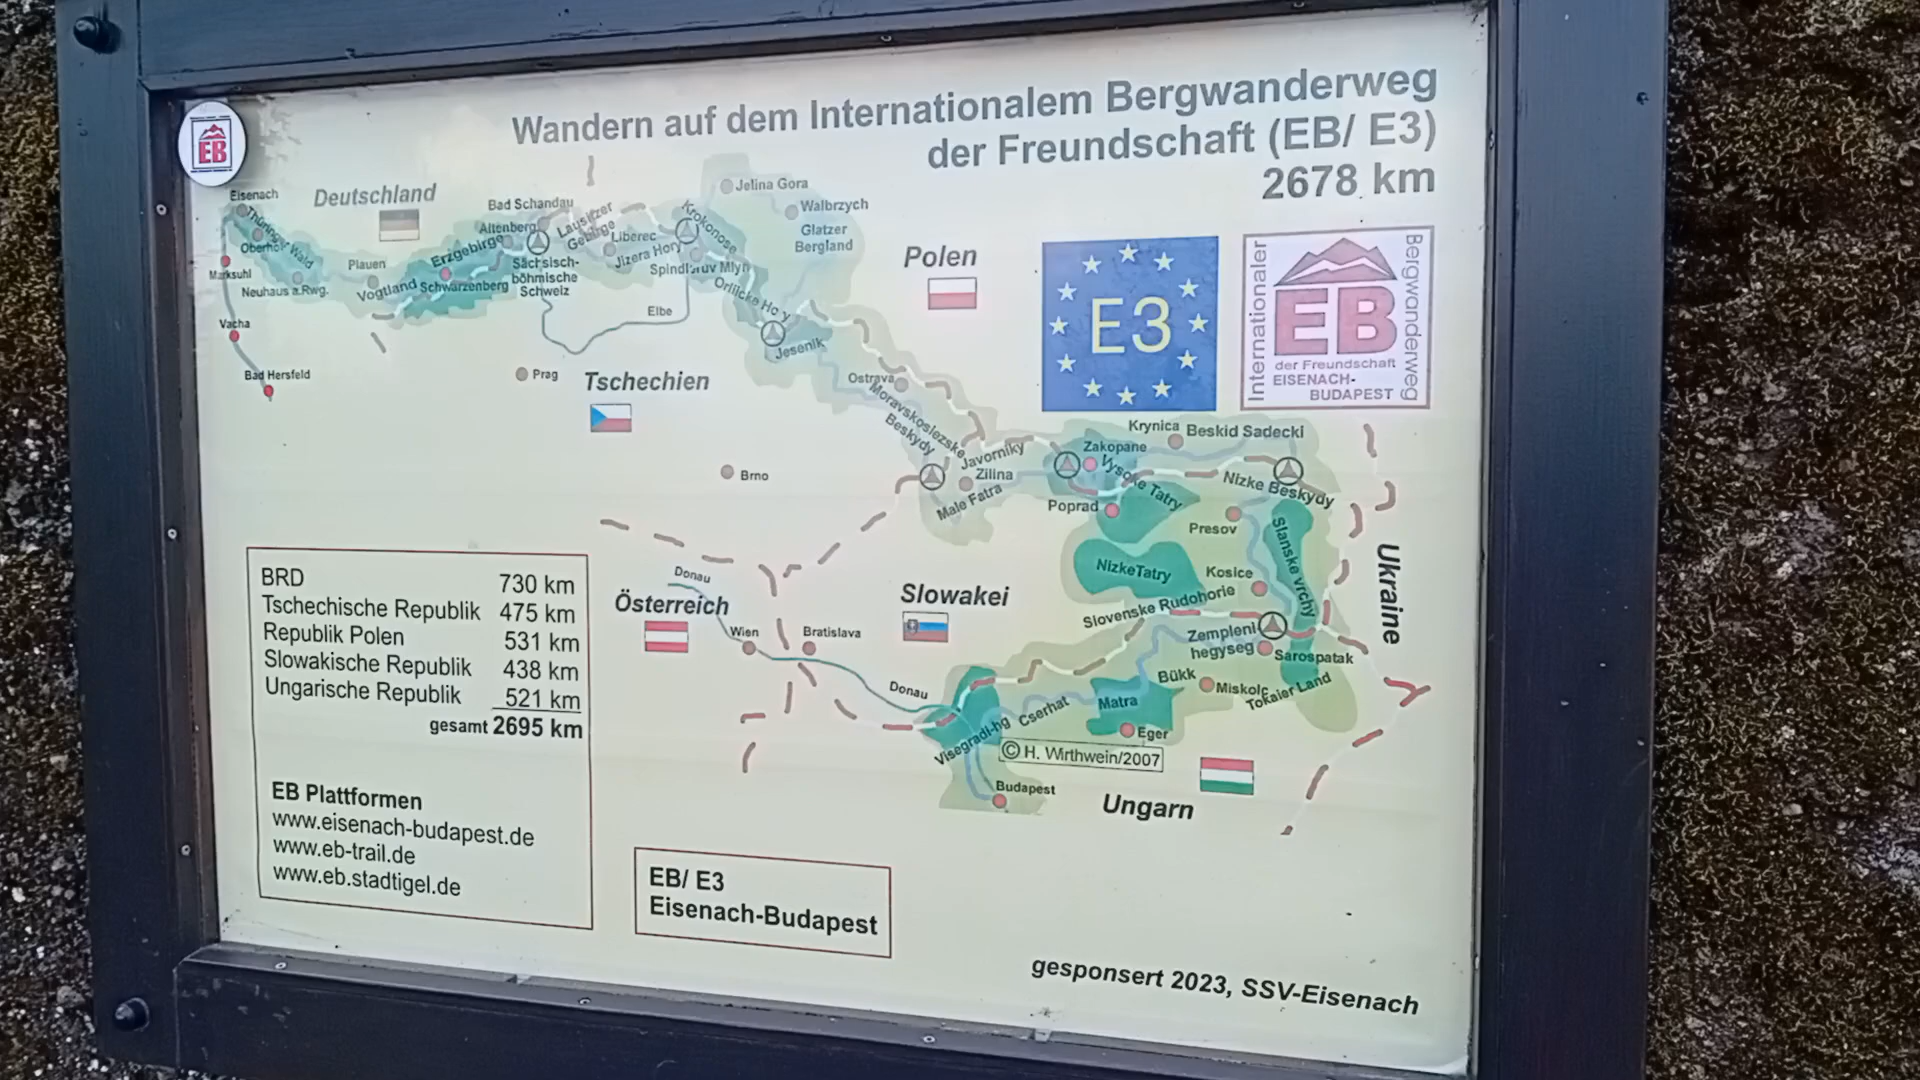 Wandern auf dem Internationalem Bergwanderweg
der Freundschaft (EB/ E3)
2678 km
EB
Eisenach
Deutschland
Thüringer Wald
Oberhof
Marksuhl
Neuhaus a.Rwg.
Vacha
Bad Hersfeld
Plauen
Vogtland
Erzgebirge
Schwarzenberg
Altenberg
Bad Schandau
Sächsisch-
böhmische
Schweiz
Lausitzer
Gebirge
Liberec
Jizera Hory
Krokonose
Spindleruv Mlyn
Jelina Gora
Walbrzych
Glatzer
Bergland
Orlicke Hory
Jesenik
Elbe
Prag
Tschechien
Brno
Polen
E3
Internationaler
Bergwanderweg
EB
der Freundschaft
EISENACH-
BUDAPEST
Ostrava
Moravskoslezske
Beskydy
Javorniky
Zilina
Male Fatra
Zakopane
Vysoke Tatry
Poprad
Krynica
Beskid Sadecki
Nizke Beskydy
Presov
Slanske vrchy
NizkeTatry
Kosice
Slovenske Rudohorie
Ukraine
Zempleni
hegyseg
Sarospatak
Tokaier Land
Miskolc
Bükk
Matra
Eger
Cserhat
Visegradi-hg
Budapest
Ungarn
© H. Wirthwein/2007
Slowakei
Österreich
Donau
Wien
Bratislava
Donau
BRD 730 km
Tschechische Republik 475 km
Republik Polen 531 km
Slowakische Republik 438 km
Ungarische Republik 521 km
gesamt 2695 km
EB Plattformen
www.eisenach-budapest.de
www.eb-trail.de
www.eb.stadtigel.de
EB/ E3
Eisenach-Budapest
gesponsert 2023, SSV-Eisenach